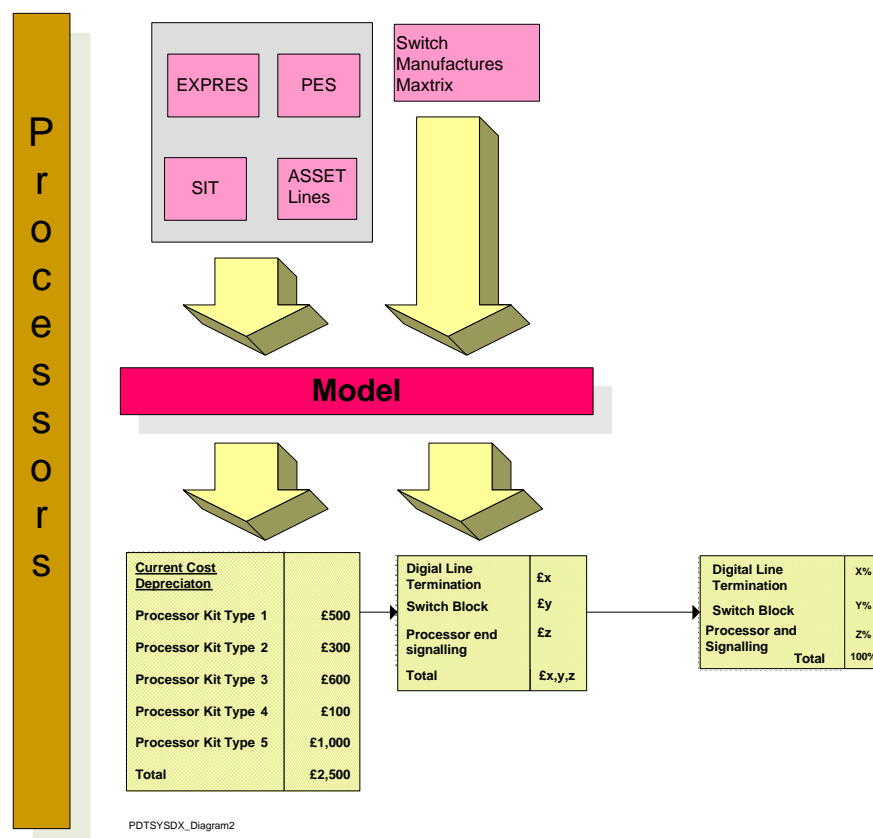 Processors
EXPRES
PES
SIT
ASSET
Lines
Switch
Manufactures
Maxtrix
Model
Current Cost
Depreciaton
Processor Kit Type 1 £500
Processor Kit Type 2 £300
Processor Kit Type 3 £600
Processor Kit Type 4 £100
Processor Kit Type 5 £1,000
Total £2,500
Digial Line
Termination £x
Switch Block £y
Processor end
signalling £z
Total £x,y,z
Digital Line
Termination X%
Switch Block Y%
Processor and
Signalling Z%
Total 100%
PDTSYSDX_Diagram2